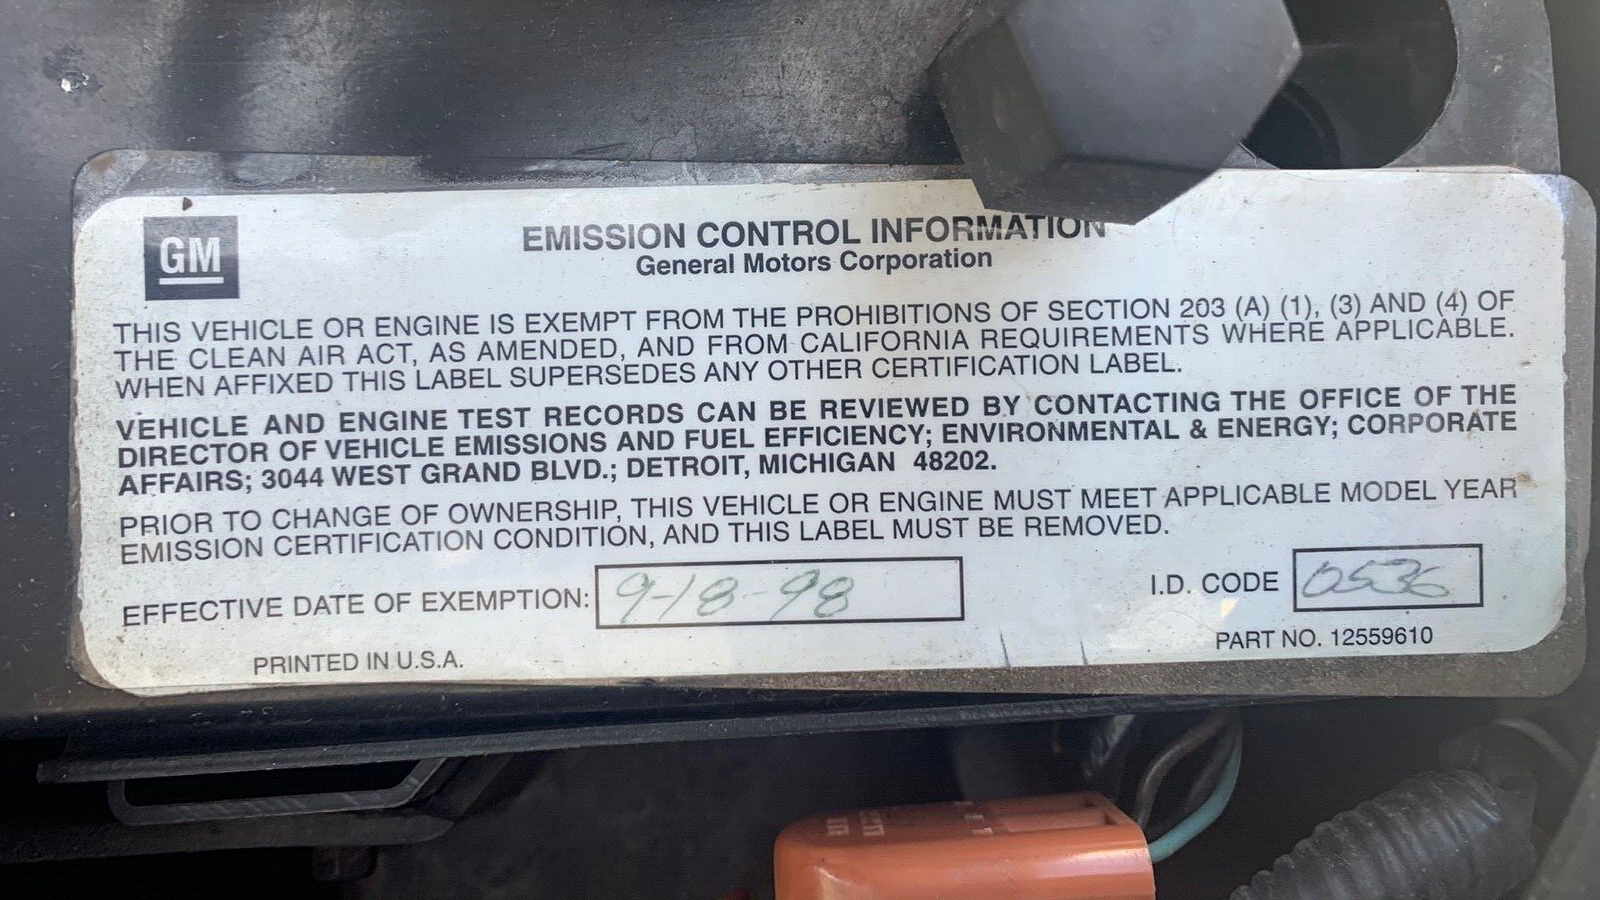 GM
EMISSION CONTROL INFORMATION
General Motors Corporation
THIS VEHICLE OR ENGINE IS EXEMPT FROM THE PROHIBITIONS OF SECTION 203 (A) (1), (3) AND (4) OF
THE CLEAN AIR ACT, AS AMENDED, AND FROM CALIFORNIA REQUIREMENTS WHERE APPLICABLE.
WHEN AFFIXED THIS LABEL SUPERSEDES ANY OTHER CERTIFICATION LABEL.
VEHICLE AND ENGINE TEST RECORDS CAN BE REVIEWED BY CONTACTING THE OFFICE OF THE
DIRECTOR OF VEHICLE EMISSIONS AND FUEL EFFICIENCY; ENVIRONMENTAL & ENERGY; CORPORATE
AFFAIRS; 3044 WEST GRAND BLVD.; DETROIT, MICHIGAN 48202.
PRIOR TO CHANGE OF OWNERSHIP, THIS VEHICLE OR ENGINE MUST MEET APPLICABLE MODEL YEAR
EMISSION CERTIFICATION CONDITION, AND THIS LABEL MUST BE REMOVED.
EFFECTIVE DATE OF EXEMPTION: 9-18-98
I.D. CODE 0536
PRINTED IN U.S.A.
PART NO. 12559610